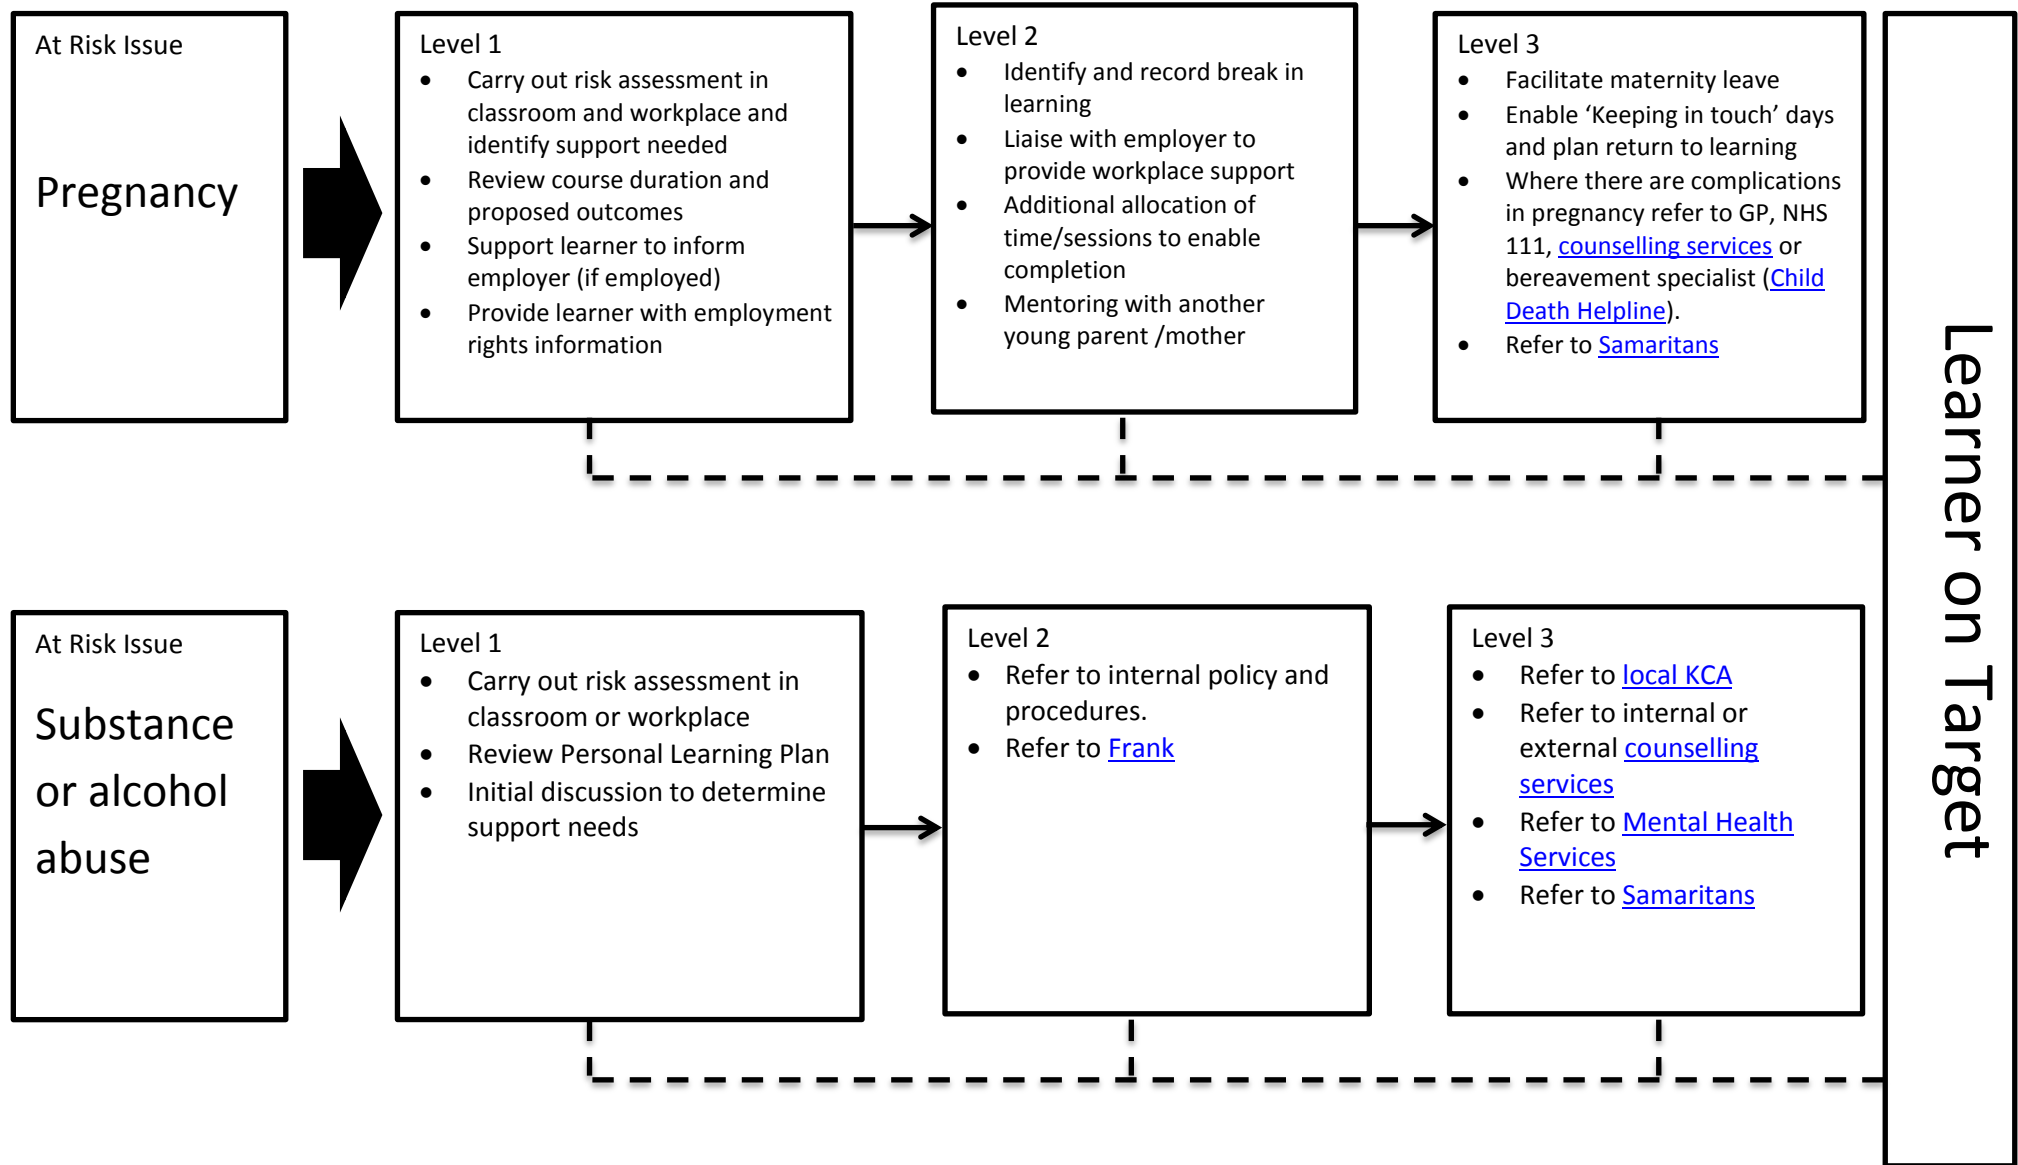 At Risk Issue
Pregnancy
Level 1
• Carry out risk assessment in
classroom and workplace and
identify support needed
• Review course duration and
proposed outcomes
• Support learner to inform
employer (if employed)
• Provide learner with employment
rights information
Level 2
• Identify and record break in
learning
• Liaise with employer to
provide workplace support
• Additional allocation of
time/sessions to enable
completion
• Mentoring with another
young parent /mother
Level 3
• Facilitate maternity leave
• Enable ‘Keeping in touch’ days
and plan return to learning
• Where there are complications
in pregnancy refer to GP, NHS
111, counselling services or
bereavement specialist (Child
Death Helpline).
• Refer to Samaritans
At Risk Issue
Substance
or alcohol
abuse
Level 1
• Carry out risk assessment in
classroom or workplace
• Review Personal Learning Plan
• Initial discussion to determine
support needs
Level 2
• Refer to internal policy and
procedures.
• Refer to Frank
Level 3
• Refer to local KCA
• Refer to internal or
external counselling
services
• Refer to Mental Health
Services
• Refer to Samaritans
Learner on Target